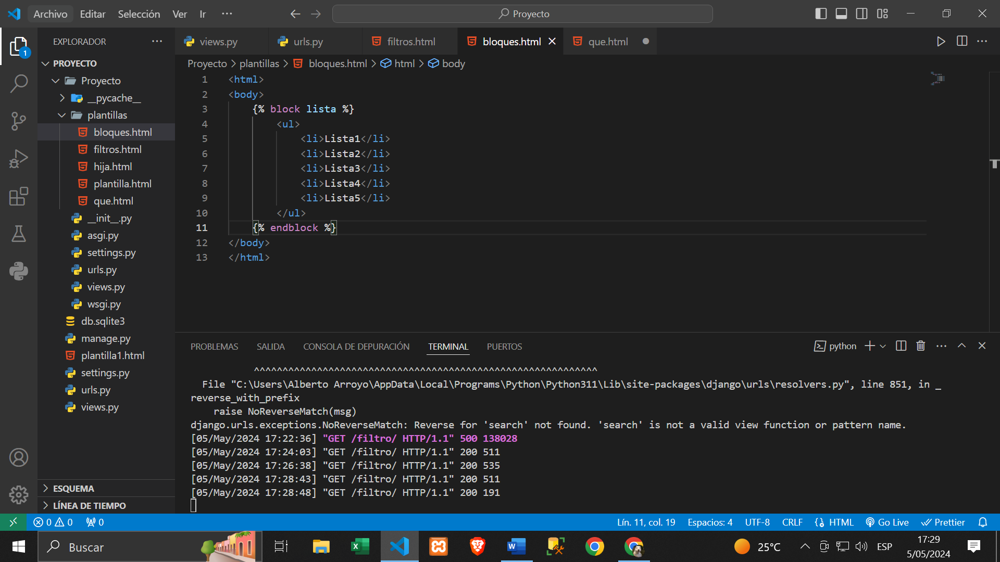 Archivo Editar Selección Ver Ir ··· Proyecto
EXPLORADOR ···
1
PROYECTO
Proyecto
__pycache__
plantillas
bloques.html
filtros.html
hija.html
plantilla.html
que.html
__init__.py
asgi.py
settings.py
urls.py
views.py
wsgi.py
db.sqlite3
manage.py
plantilla1.html
settings.py
urls.py
views.py
ESQUEMA
LÍNEA DE TIEMPO
views.py urls.py filtros.html bloques.html que.html
Proyecto > plantillas > bloques.html > html > body
1 <html>
2 <body>
3 {% block lista %}
4 <ul>
5 <li>Lista1</li>
6 <li>Lista2</li>
7 <li>Lista3</li>
8 <li>Lista4</li>
9 <li>Lista5</li>
10 </ul>
11 {% endblock %}
12 </body>
13 </html>
PROBLEMAS SALIDA CONSOLA DE DEPURACIÓN TERMINAL PUERTOS python
^^^^^^^^^^^^^^^^^^^^^^^^^^^^^^^^^^^^^^^^^^^^^^^^^^^^^^^^^^^^
File "C:\Users\Alberto Arroyo\AppData\Local\Programs\Python\Python311\Lib\site-packages\django\urls\resolvers.py", line 851, in _
reverse_with_prefix
raise NoReverseMatch(msg)
django.urls.exceptions.NoReverseMatch: Reverse for 'search' not found. 'search' is not a valid view function or pattern name.
[05/May/2024 17:22:36] "GET /filtro/ HTTP/1.1" 500 138028
[05/May/2024 17:24:03] "GET /filtro/ HTTP/1.1" 200 511
[05/May/2024 17:26:38] "GET /filtro/ HTTP/1.1" 200 535
[05/May/2024 17:28:43] "GET /filtro/ HTTP/1.1" 200 511
[05/May/2024 17:28:48] "GET /filtro/ HTTP/1.1" 200 191
0 0 0 Lín. 11, col. 19 Espacios: 4 UTF-8 CRLF HTML Go Live Prettier
Buscar 25°C ESP 17:29
5/05/2024